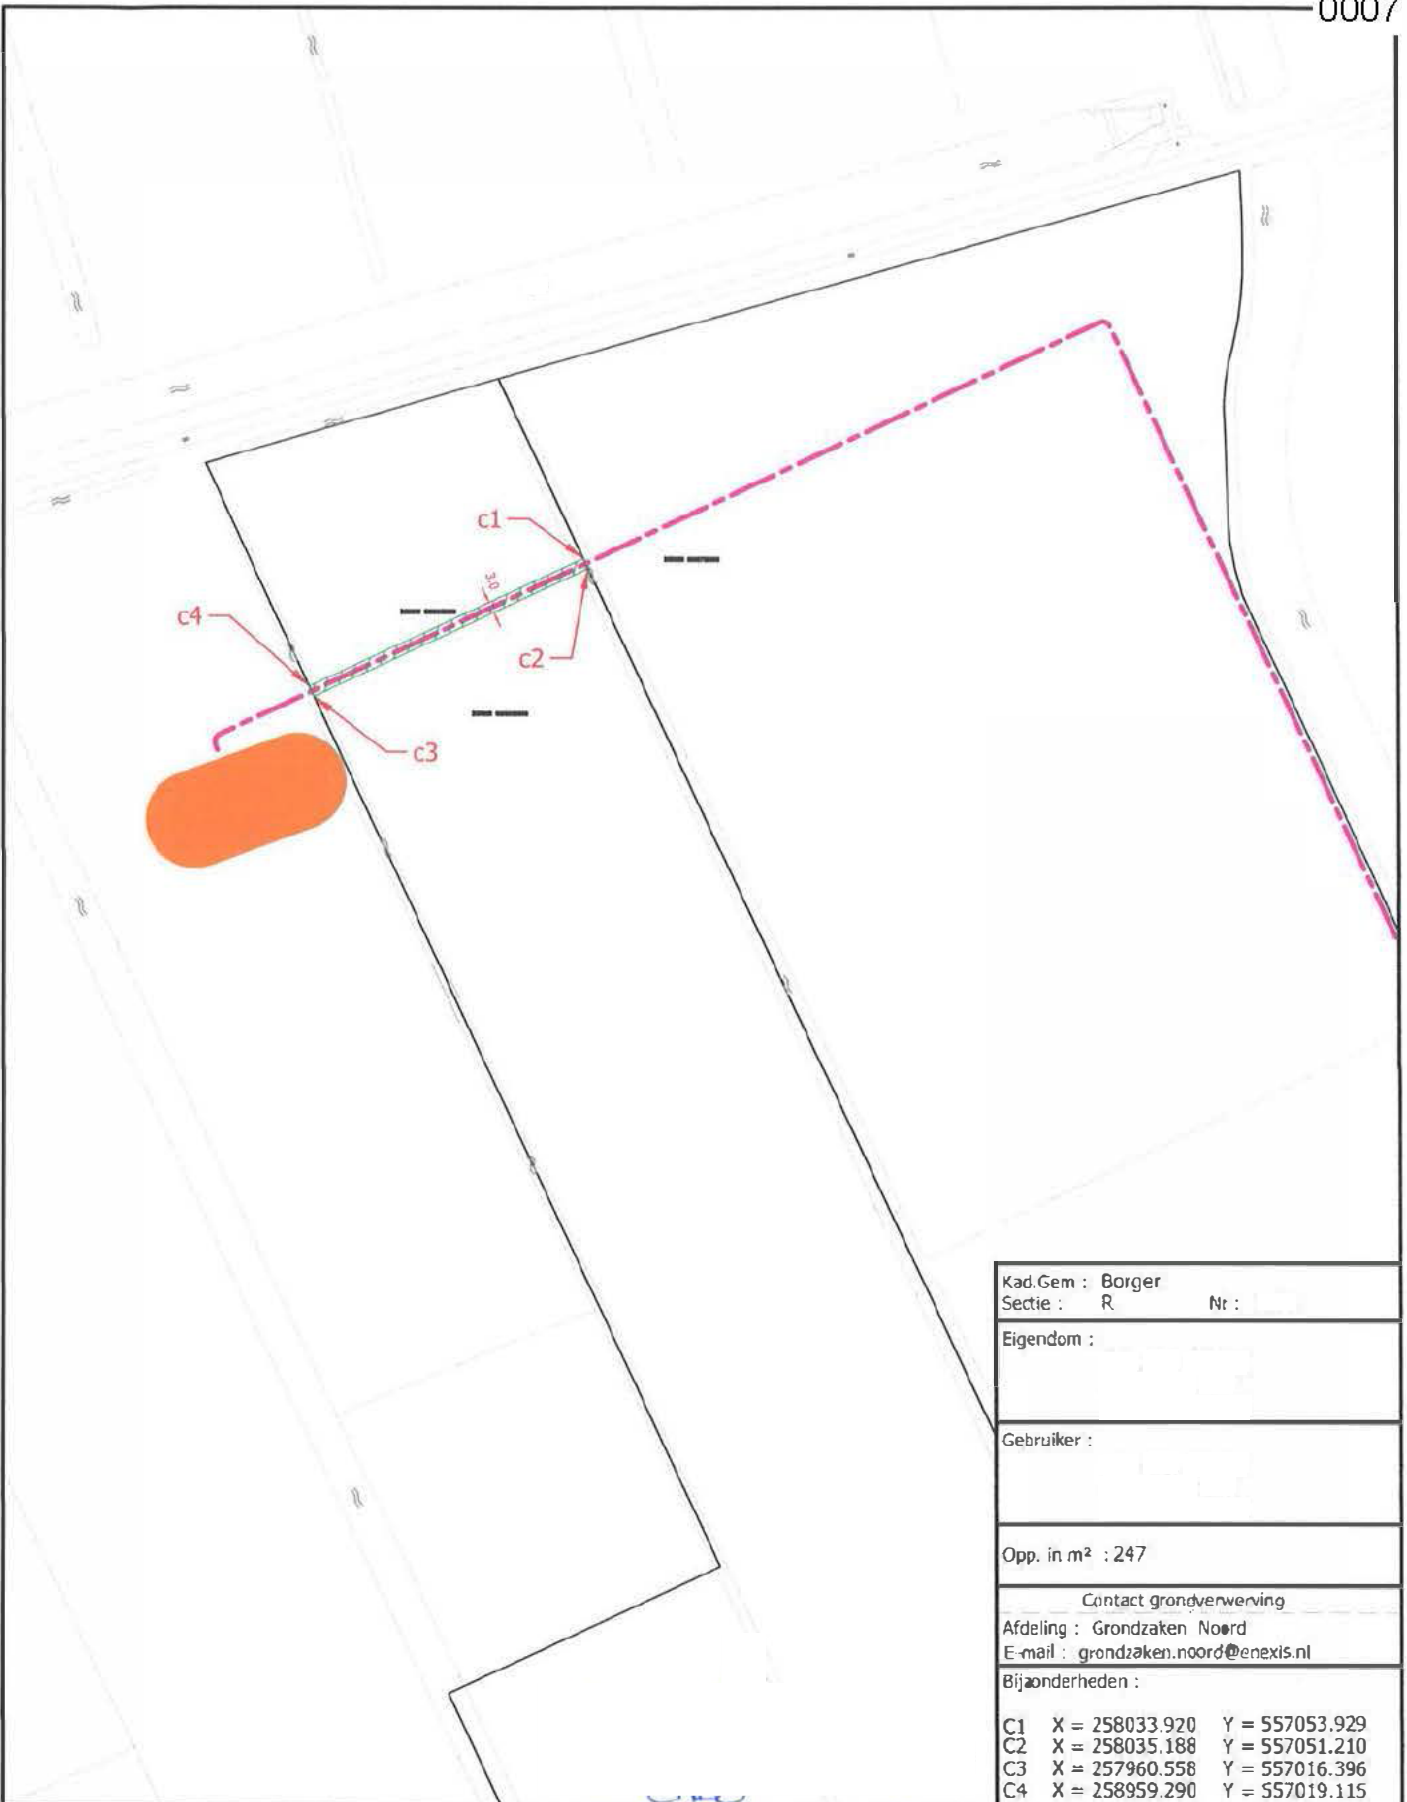 0007
c1
3.0
c4
c2
c3
Kad.Gem : Borger
Sectie : R Nr :
Eigendom :
Gebruiker :
Opp. in m² : 247
Contact grondverwerving
Afdeling : Grondzaken Noord
E-mail : grondzaken.noord@enexis.nl
Bijzonderheden :
C1 X = 258033.920 Y = 557053.929
C2 X = 258035.188 Y = 557051.210
C3 X = 257960.558 Y = 557016.396
C4 X = 258959.290 Y = 557019.115